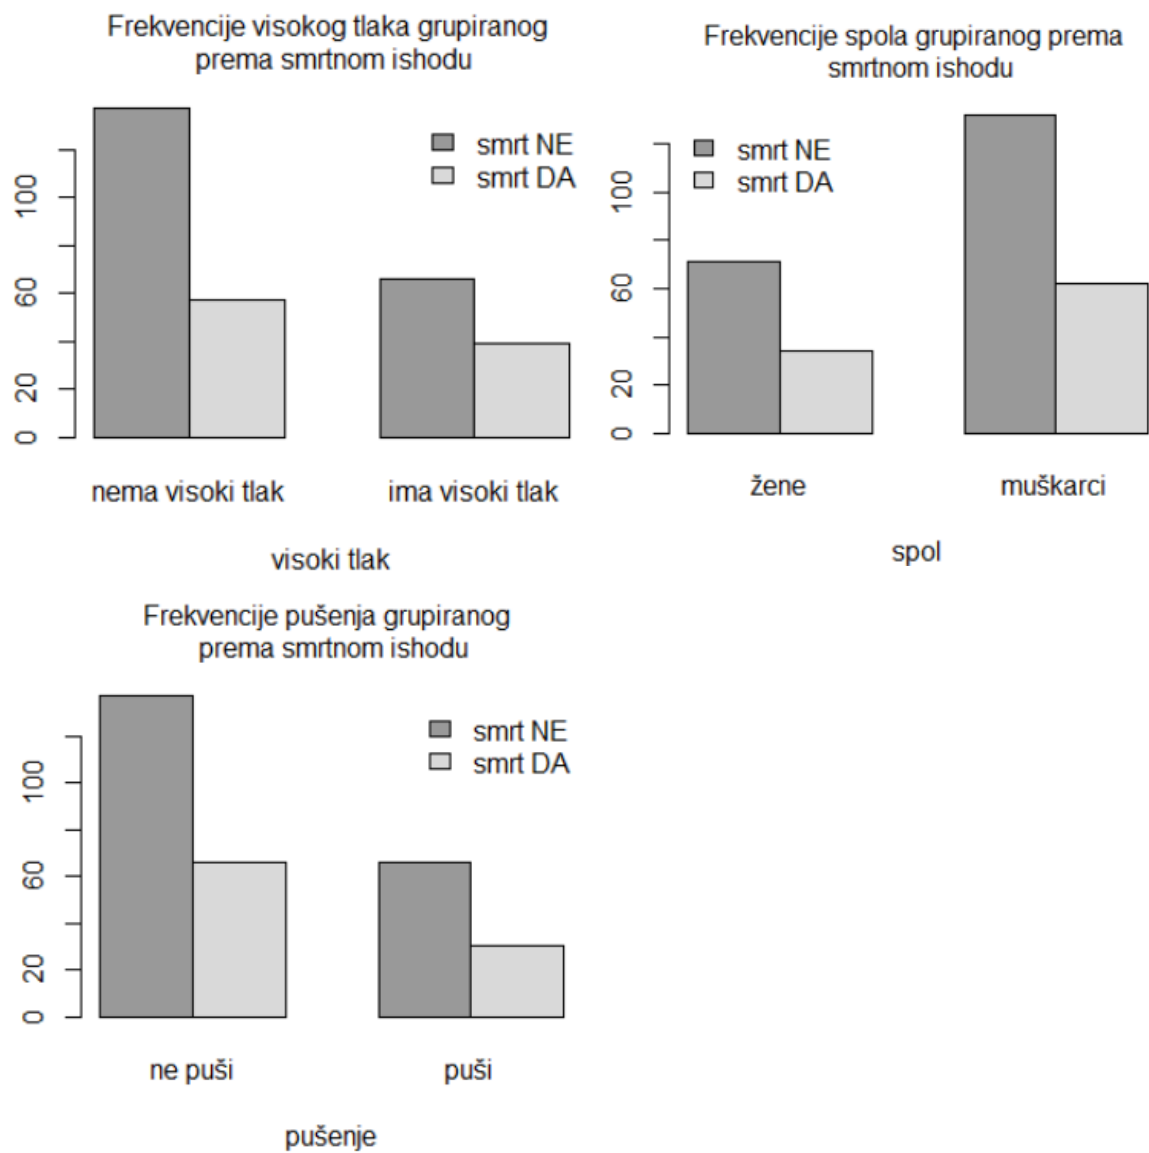 Frekvencije visokog tlaka grupiranog
prema smrtnom ishodu
smrt NE
smrt DA
100
60
20
0
nema visoki tlak
ima visoki tlak
visoki tlak
Frekvencije spola grupiranog prema
smrtnom ishodu
smrt NE
smrt DA
100
60
20
0
žene
muškarci
spol
Frekvencije pušenja grupiranog
prema smrtnom ishodu
smrt NE
smrt DA
100
60
20
0
ne puši
puši
pušenje